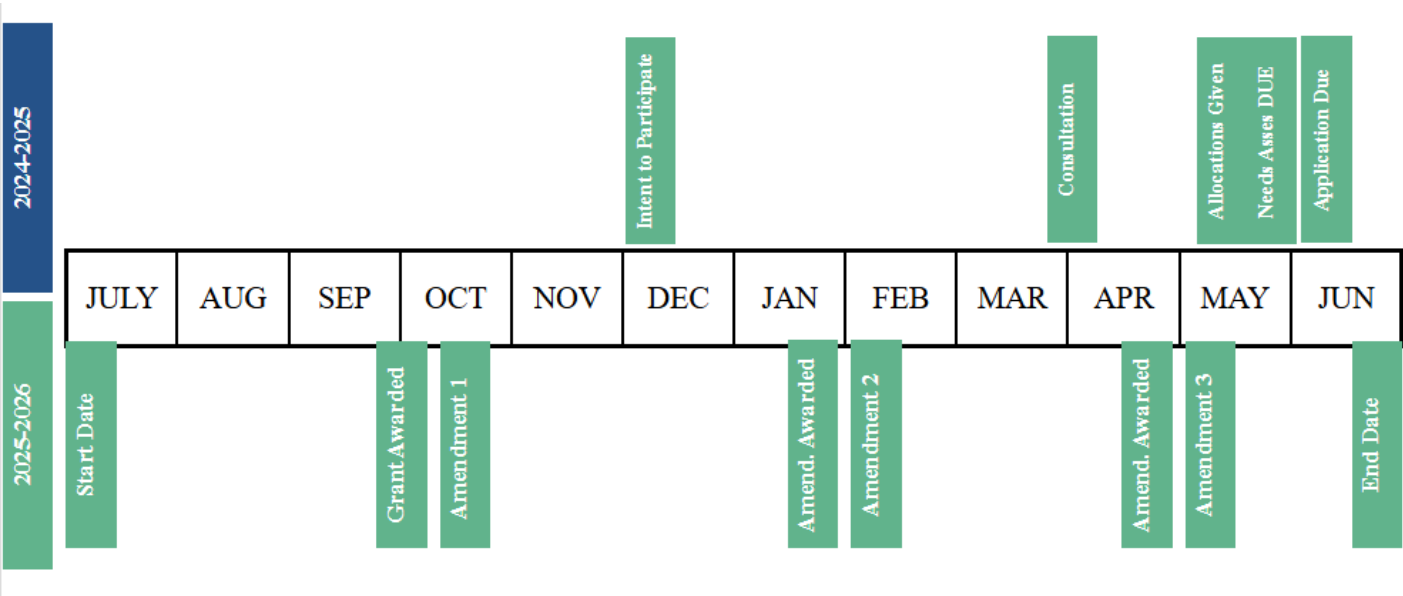 2024-2025
Intent to Participate
Consultation
Allocations Given
Needs Asses DUE
Application Due
JULY AUG SEP OCT NOV DEC JAN FEB MAR APR MAY JUN
2025-2026
Start Date
Grant Awarded
Amendment 1
Amend. Awarded
Amendment 2
Amend. Awarded
Amendment 3
End Date